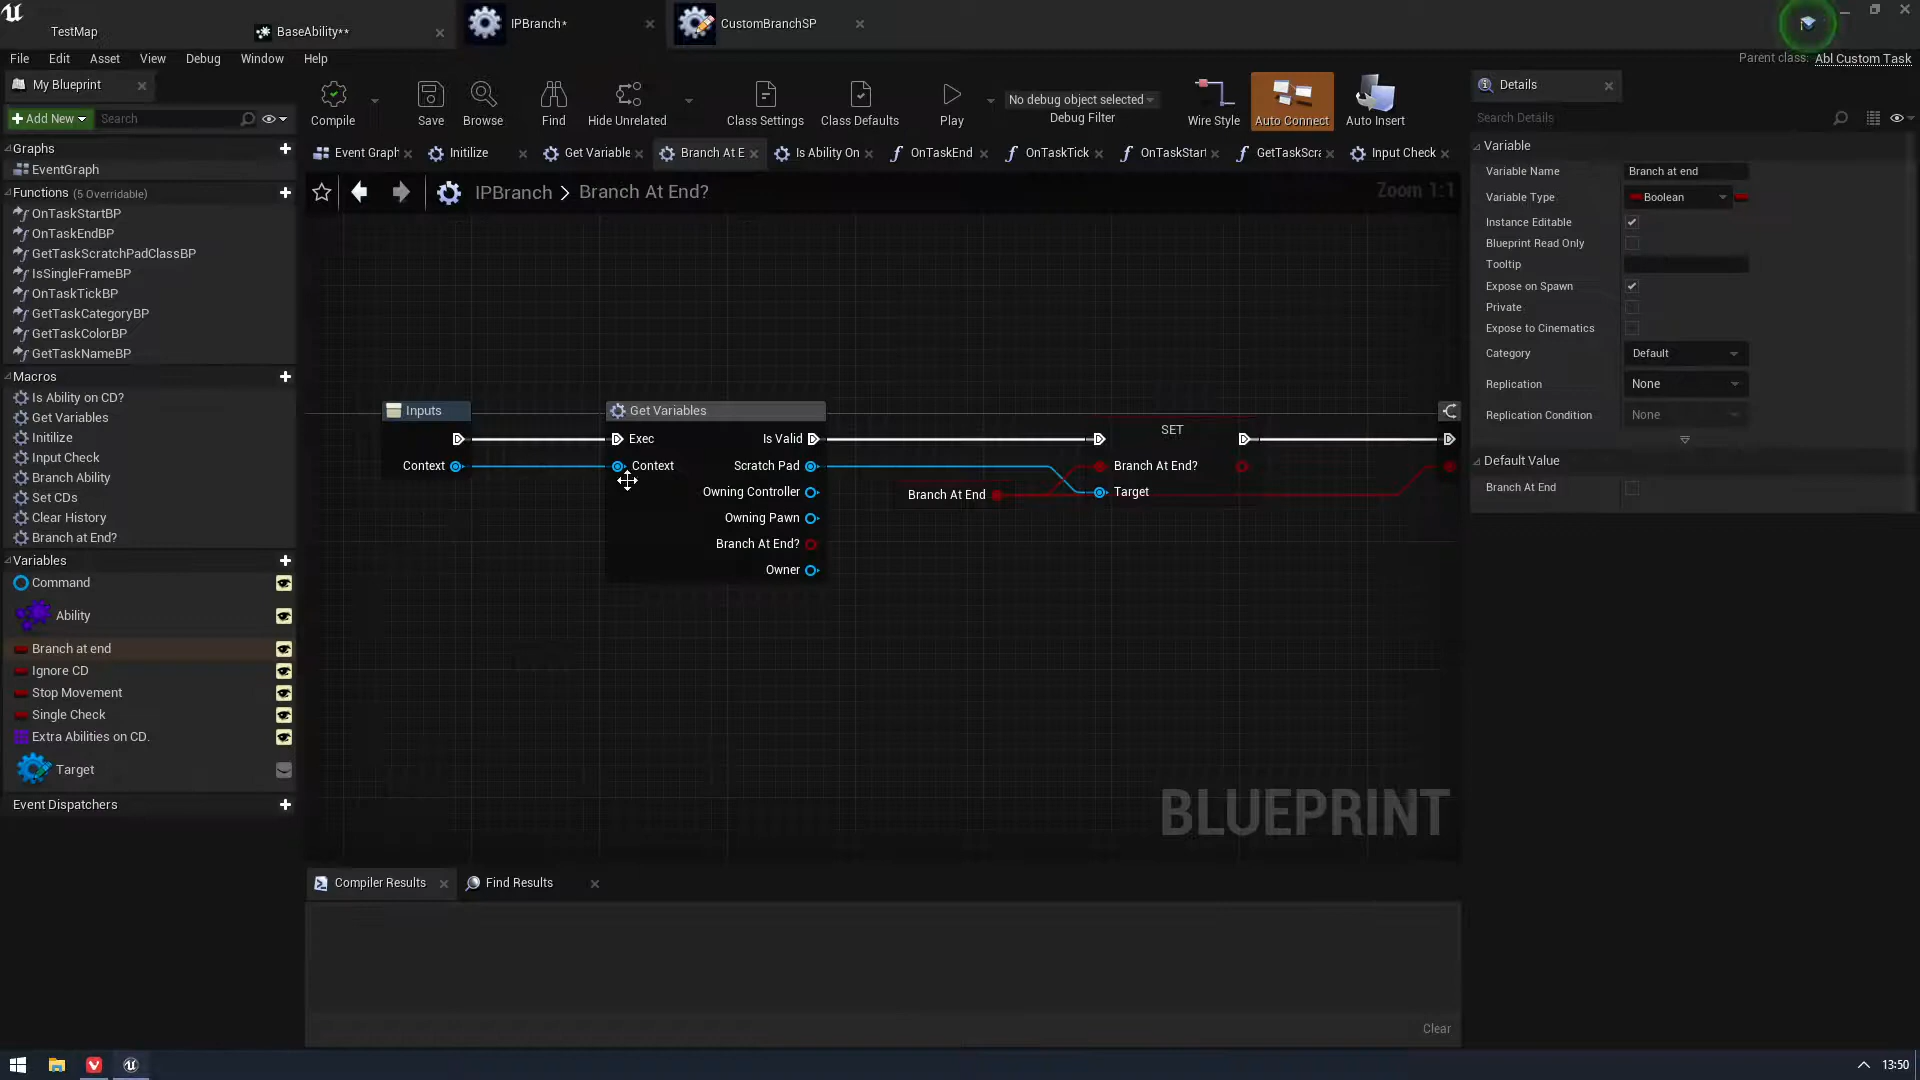 TestMap
BaseAbility**
IPBranch*
CustomBranchSP
File Edit Asset View Debug Window Help
Parent class: Abl Custom Task
My Blueprint
Add New
Search
Compile
Save
Browse
Find
Hide Unrelated
Class Settings
Class Defaults
Play
No debug object selected
Debug Filter
Wire Style
Auto Connect
Auto Insert
Event Graph
Initilize
Get Variable
Branch At E
Is Ability On
OnTaskEnd
OnTaskTick
OnTaskStart
GetTaskScra
Input Check
IPBranch > Branch At End?
Zoom 1:1
Graphs
EventGraph
Functions (5 Overridable)
OnTaskStartBP
OnTaskEndBP
GetTaskScratchPadClassBP
IsSingleFrameBP
OnTaskTickBP
GetTaskCategoryBP
GetTaskColorBP
GetTaskNameBP
Macros
Is Ability on CD?
Get Variables
Initilize
Input Check
Branch Ability
Set CDs
Clear History
Branch at End?
Variables
Command
Ability
Branch at end
Ignore CD
Stop Movement
Single Check
Extra Abilities on CD.
Target
Event Dispatchers
Inputs
Context
Get Variables
Exec
Is Valid
Context
Scratch Pad
Owning Controller
Owning Pawn
Branch At End?
Owner
Branch At End
SET
Branch At End?
Target
BLUEPRINT
Compiler Results
Find Results
Clear
Details
Search Details
Variable
Variable Name Branch at end
Variable Type Boolean
Instance Editable
Blueprint Read Only
Tooltip
Expose on Spawn
Private
Expose to Cinematics
Category Default
Replication None
Replication Condition None
Default Value
Branch At End
13:50